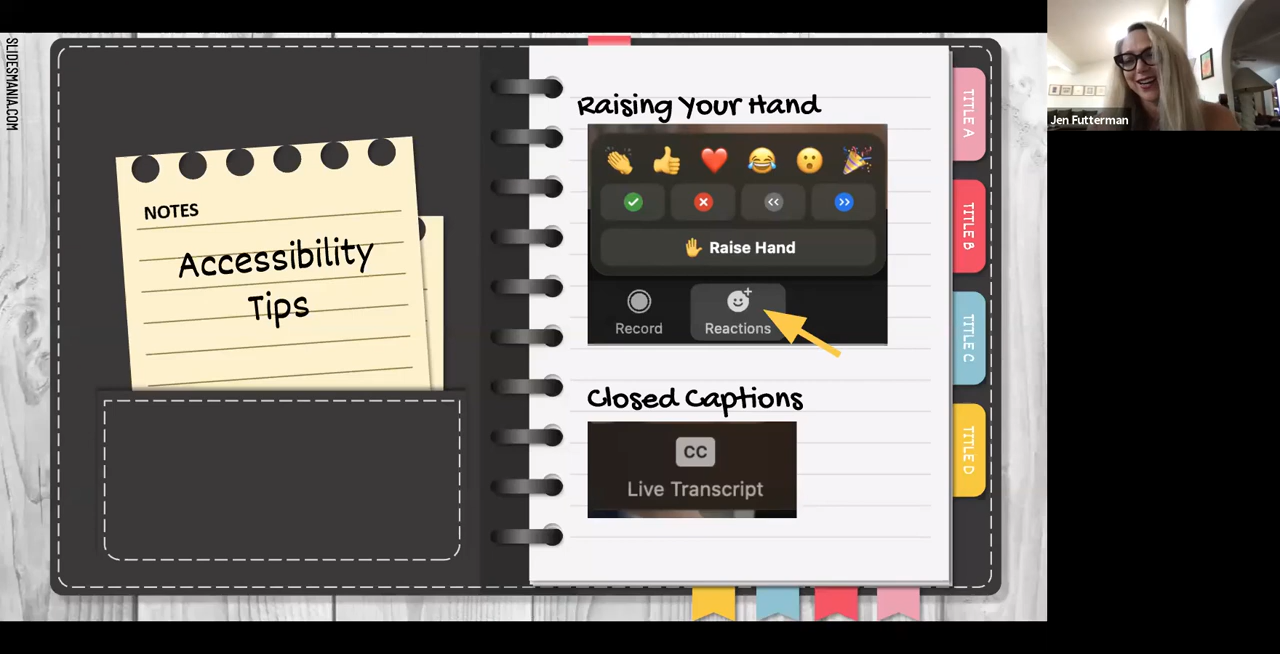 SLIDESMANIA.COM
NOTES
Accessibility
Tips
Raising Your Hand
Raise Hand
Record
Reactions
Closed Captions
CC
Live Transcript
TITLE A
TITLE B
TITLE C
TITLE D
Jen Futterman